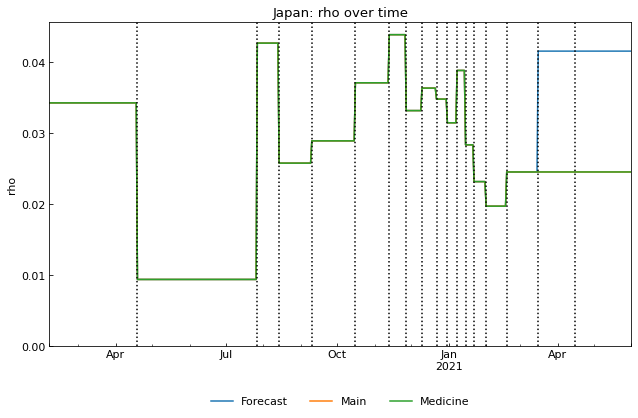 Japan: rho over time
0.04
0.03
0.02
0.01
0.00
rho
Apr Jul Oct Jan Apr
2021
Forecast Main Medicine